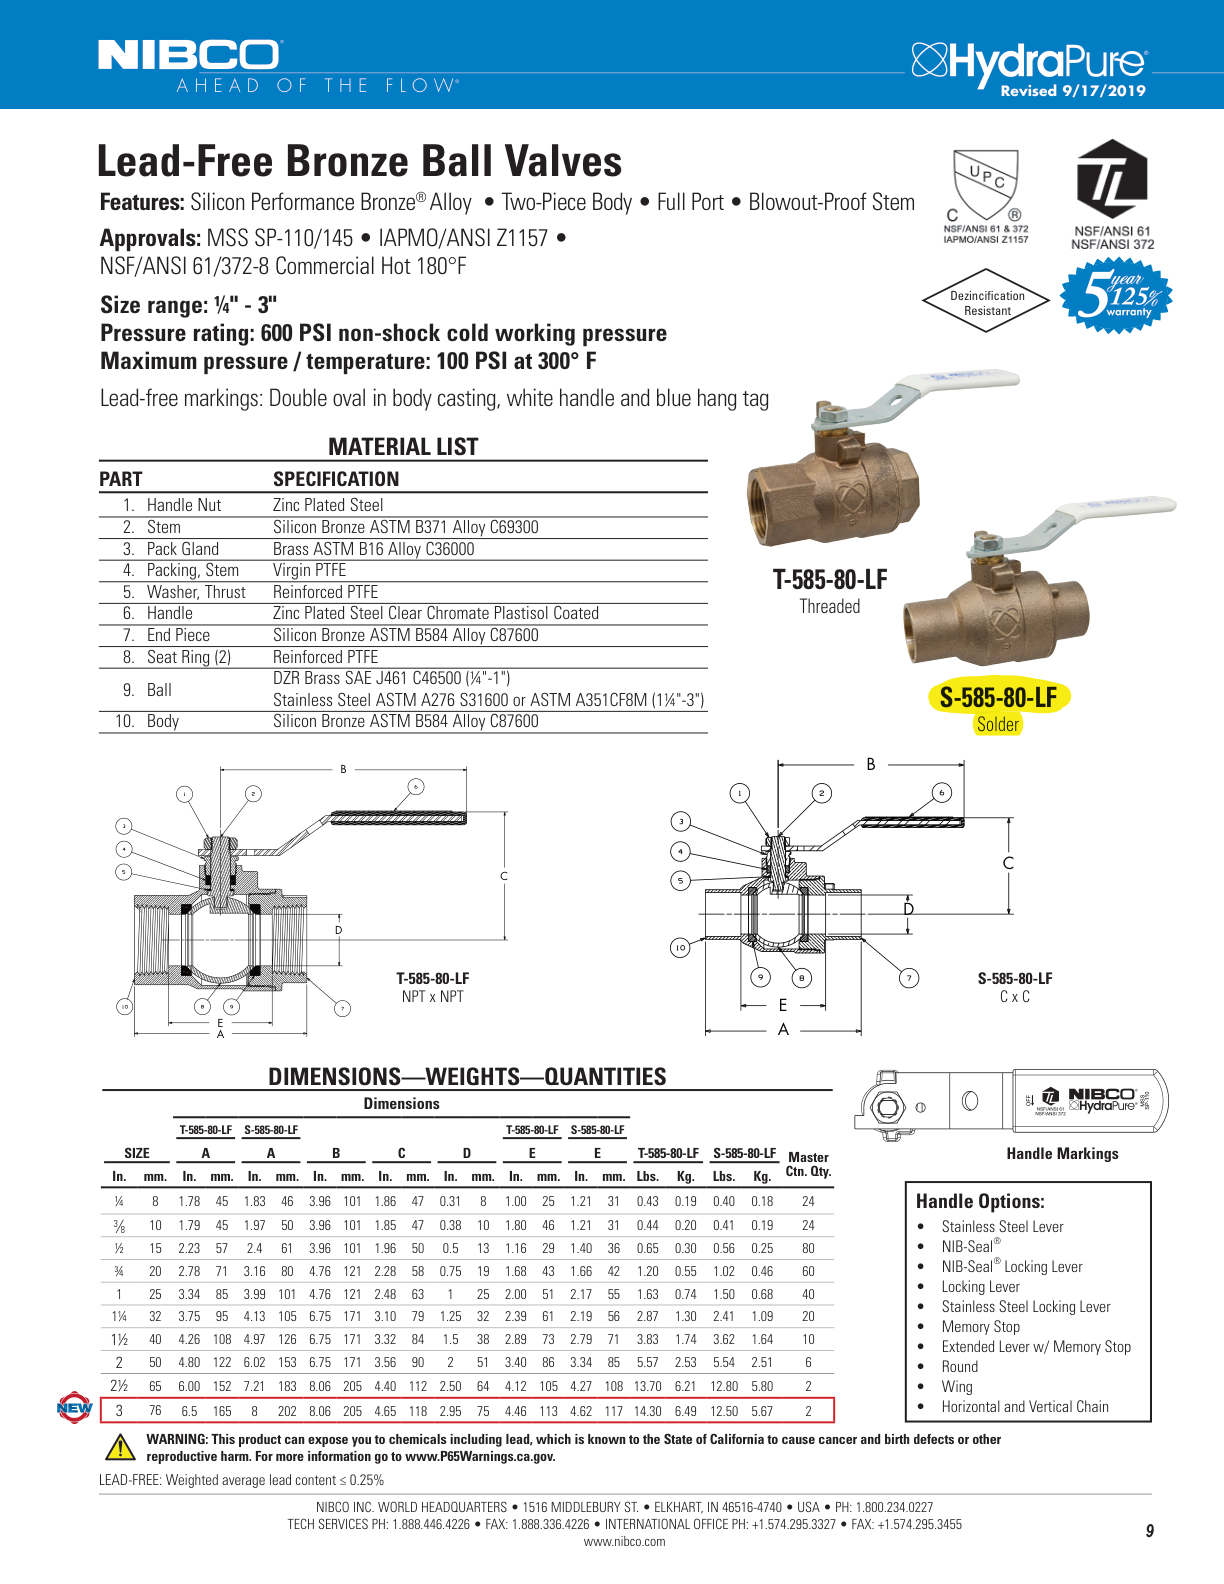 NIBCO®
AHEAD OF THE FLOW®
HydraPure®
Revised 9/17/2019
Lead-Free Bronze Ball Valves
Features: Silicon Performance Bronze® Alloy • Two-Piece Body • Full Port • Blowout-Proof Stem
Approvals: MSS SP-110/145 • IAPMO/ANSI Z1157 •
NSF/ANSI 61/372-8 Commercial Hot 180°F
Size range: ¼" - 3"
Pressure rating: 600 PSI non-shock cold working pressure
Maximum pressure / temperature: 100 PSI at 300° F
Lead-free markings: Double oval in body casting, white handle and blue hang tag
UPC
C ®
NSF/ANSI 61 & 372
IAPMO/ANSI Z1157
TL
NSF/ANSI 61
NSF/ANSI 372
Dezincification
Resistant
5 year
125%
warranty
MATERIAL LIST
PART SPECIFICATION
1. Handle Nut Zinc Plated Steel
2. Stem Silicon Bronze ASTM B371 Alloy C69300
3. Pack Gland Brass ASTM B16 Alloy C36000
4. Packing, Stem Virgin PTFE
5. Washer, Thrust Reinforced PTFE
6. Handle Zinc Plated Steel Clear Chromate Plastisol Coated
7. End Piece Silicon Bronze ASTM B584 Alloy C87600
8. Seat Ring (2) Reinforced PTFE
9. Ball DZR Brass SAE J461 C46500 (¼"-1")
Stainless Steel ASTM A276 S31600 or ASTM A351CF8M (1¼"-3")
10. Body Silicon Bronze ASTM B584 Alloy C87600
T-585-80-LF
Threaded
S-585-80-LF
Solder
B
6
1 2
3
4
5
C
D
10 8 9 7
E
A
T-585-80-LF
NPT x NPT
B
1 2 6
3
4
5
C
D
10
9 8 7
E
A
S-585-80-LF
C x C
DIMENSIONS—WEIGHTS—QUANTITIES
Dimensions
T-585-80-LF S-585-80-LF T-585-80-LF S-585-80-LF
SIZE A A B C D E E T-585-80-LF S-585-80-LF Master
Ctn. Qty.
In. mm. In. mm. In. mm. In. mm. In. mm. In. mm. In. mm. In. mm. Lbs. Kg. Lbs. Kg.
¼ 8 1.78 45 1.83 46 3.96 101 1.86 47 0.31 8 1.00 25 1.21 31 0.43 0.19 0.40 0.18 24
⅜ 10 1.79 45 1.97 50 3.96 101 1.85 47 0.38 10 1.80 46 1.21 31 0.44 0.20 0.41 0.19 24
½ 15 2.23 57 2.4 61 3.96 101 1.96 50 0.5 13 1.16 29 1.40 36 0.65 0.30 0.56 0.25 80
¾ 20 2.78 71 3.16 80 4.76 121 2.28 58 0.75 19 1.68 43 1.66 42 1.20 0.55 1.02 0.46 60
1 25 3.34 85 3.99 101 4.76 121 2.48 63 1 25 2.00 51 2.17 55 1.63 0.74 1.50 0.68 40
1¼ 32 3.75 95 4.13 105 6.75 171 3.10 79 1.25 32 2.39 61 2.19 56 2.87 1.30 2.41 1.09 20
1½ 40 4.26 108 4.97 126 6.75 171 3.32 84 1.5 38 2.89 73 2.79 71 3.83 1.74 3.62 1.64 10
2 50 4.80 122 6.02 153 6.75 171 3.56 90 2 51 3.40 86 3.34 85 5.57 2.53 5.54 2.51 6
2½ 65 6.00 152 7.21 183 8.06 205 4.40 112 2.50 64 4.12 105 4.27 108 13.70 6.21 12.80 5.80 2
NEW 3 76 6.5 165 8 202 8.06 205 4.65 118 2.95 75 4.46 113 4.62 117 14.30 6.49 12.50 5.67 2
OFF
TL
NSF/ANSI 61
NSF/ANSI 372
NIBCO®
HydraPure®
MSS
SP-110
Handle Markings
Handle Options:
• Stainless Steel Lever
• NIB-Seal®
• NIB-Seal® Locking Lever
• Locking Lever
• Stainless Steel Locking Lever
• Memory Stop
• Extended Lever w/ Memory Stop
• Round
• Wing
• Horizontal and Vertical Chain
WARNING: This product can expose you to chemicals including lead, which is known to the State of California to cause cancer and birth defects or other
reproductive harm. For more information go to www.P65Warnings.ca.gov.
LEAD-FREE: Weighted average lead content ≤ 0.25%
NIBCO INC. WORLD HEADQUARTERS • 1516 MIDDLEBURY ST. • ELKHART, IN 46516-4740 • USA • PH: 1.800.234.0227
TECH SERVICES PH: 1.888.446.4226 • FAX: 1.888.336.4226 • INTERNATIONAL OFFICE PH: +1.574.295.3327 • FAX: +1.574.295.3455
www.nibco.com
9